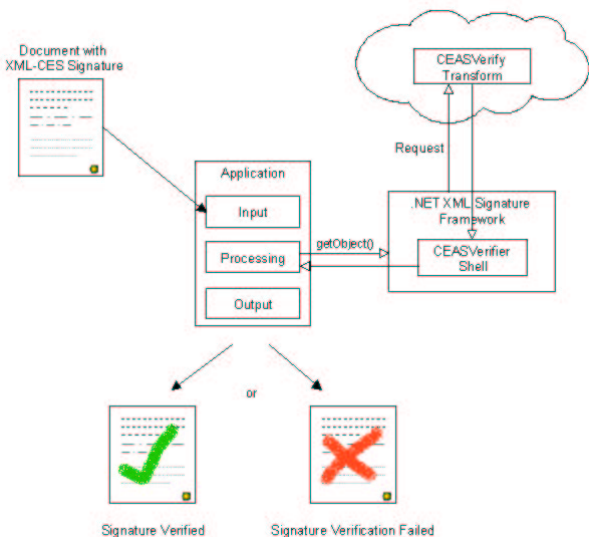 Document with
XML-CES Signature
CEASVerify
Transform
Request
Application
Input
Processing
Output
getObject()
.NET XML Signature
Framework
CEASVerifier
Shell
or
Signature Verified
Signature Verification Failed